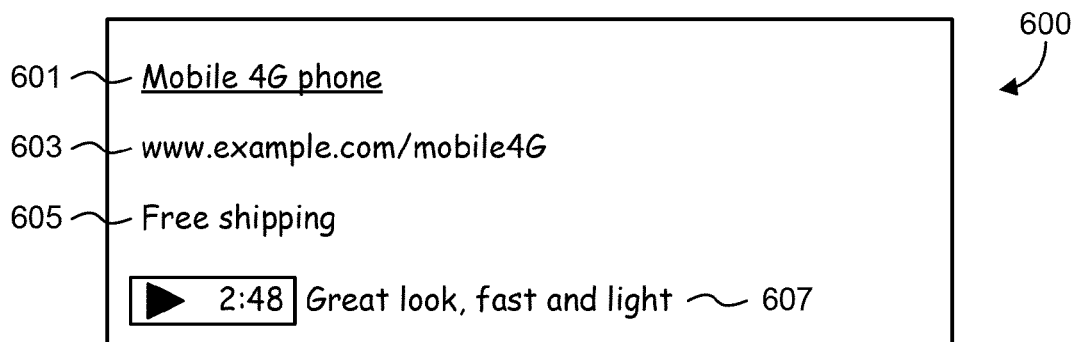 600
601 Mobile 4G phone
603 www.example.com/mobile4G
605 Free shipping
2:48 Great look, fast and light 607